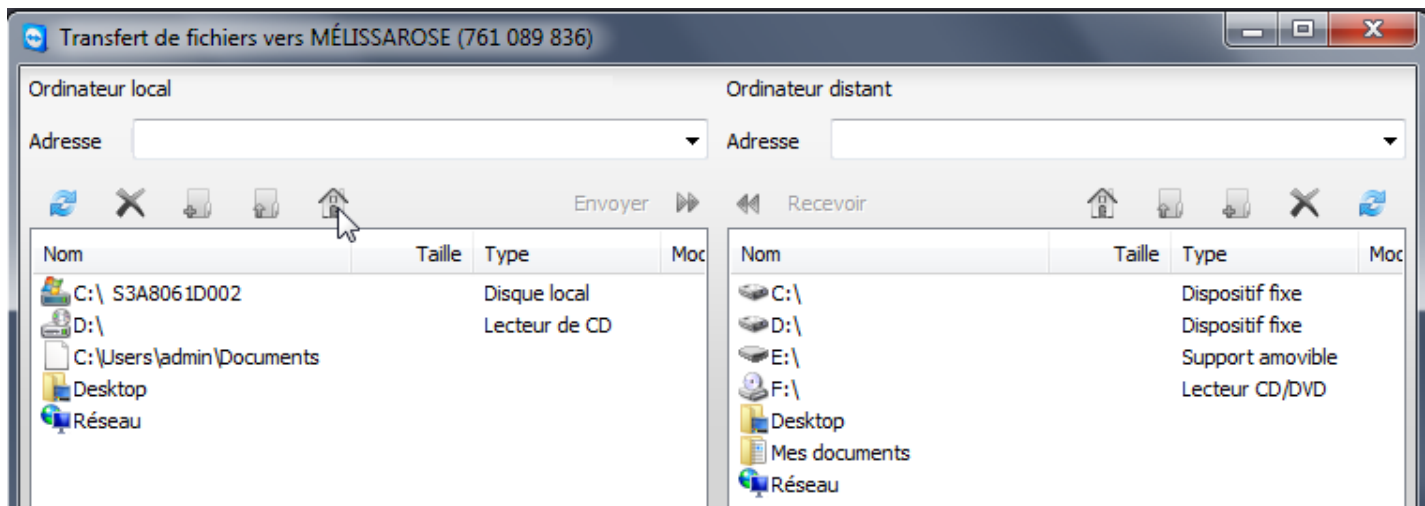 Transfert de fichiers vers MÉLISSAROSE (761 089 836)
Ordinateur local
Ordinateur distant
Adresse
Adresse
Envoyer
Recevoir
Nom Taille Type Moc
C:\ S3A8061D002 Disque local
D:\ Lecteur de CD
C:\Users\admin\Documents
Desktop
Réseau
Nom Taille Type Moc
C:\ Dispositif fixe
D:\ Dispositif fixe
E:\ Support amovible
F:\ Lecteur CD/DVD
Desktop
Mes documents
Réseau